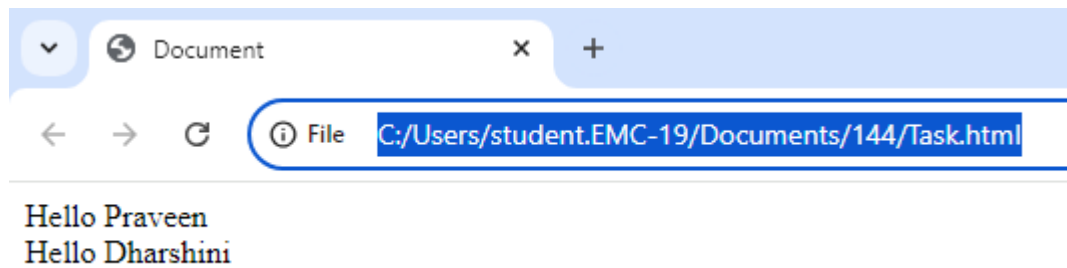 Document
File C:/Users/student.EMC-19/Documents/144/Task.html
Hello Praveen
Hello Dharshini